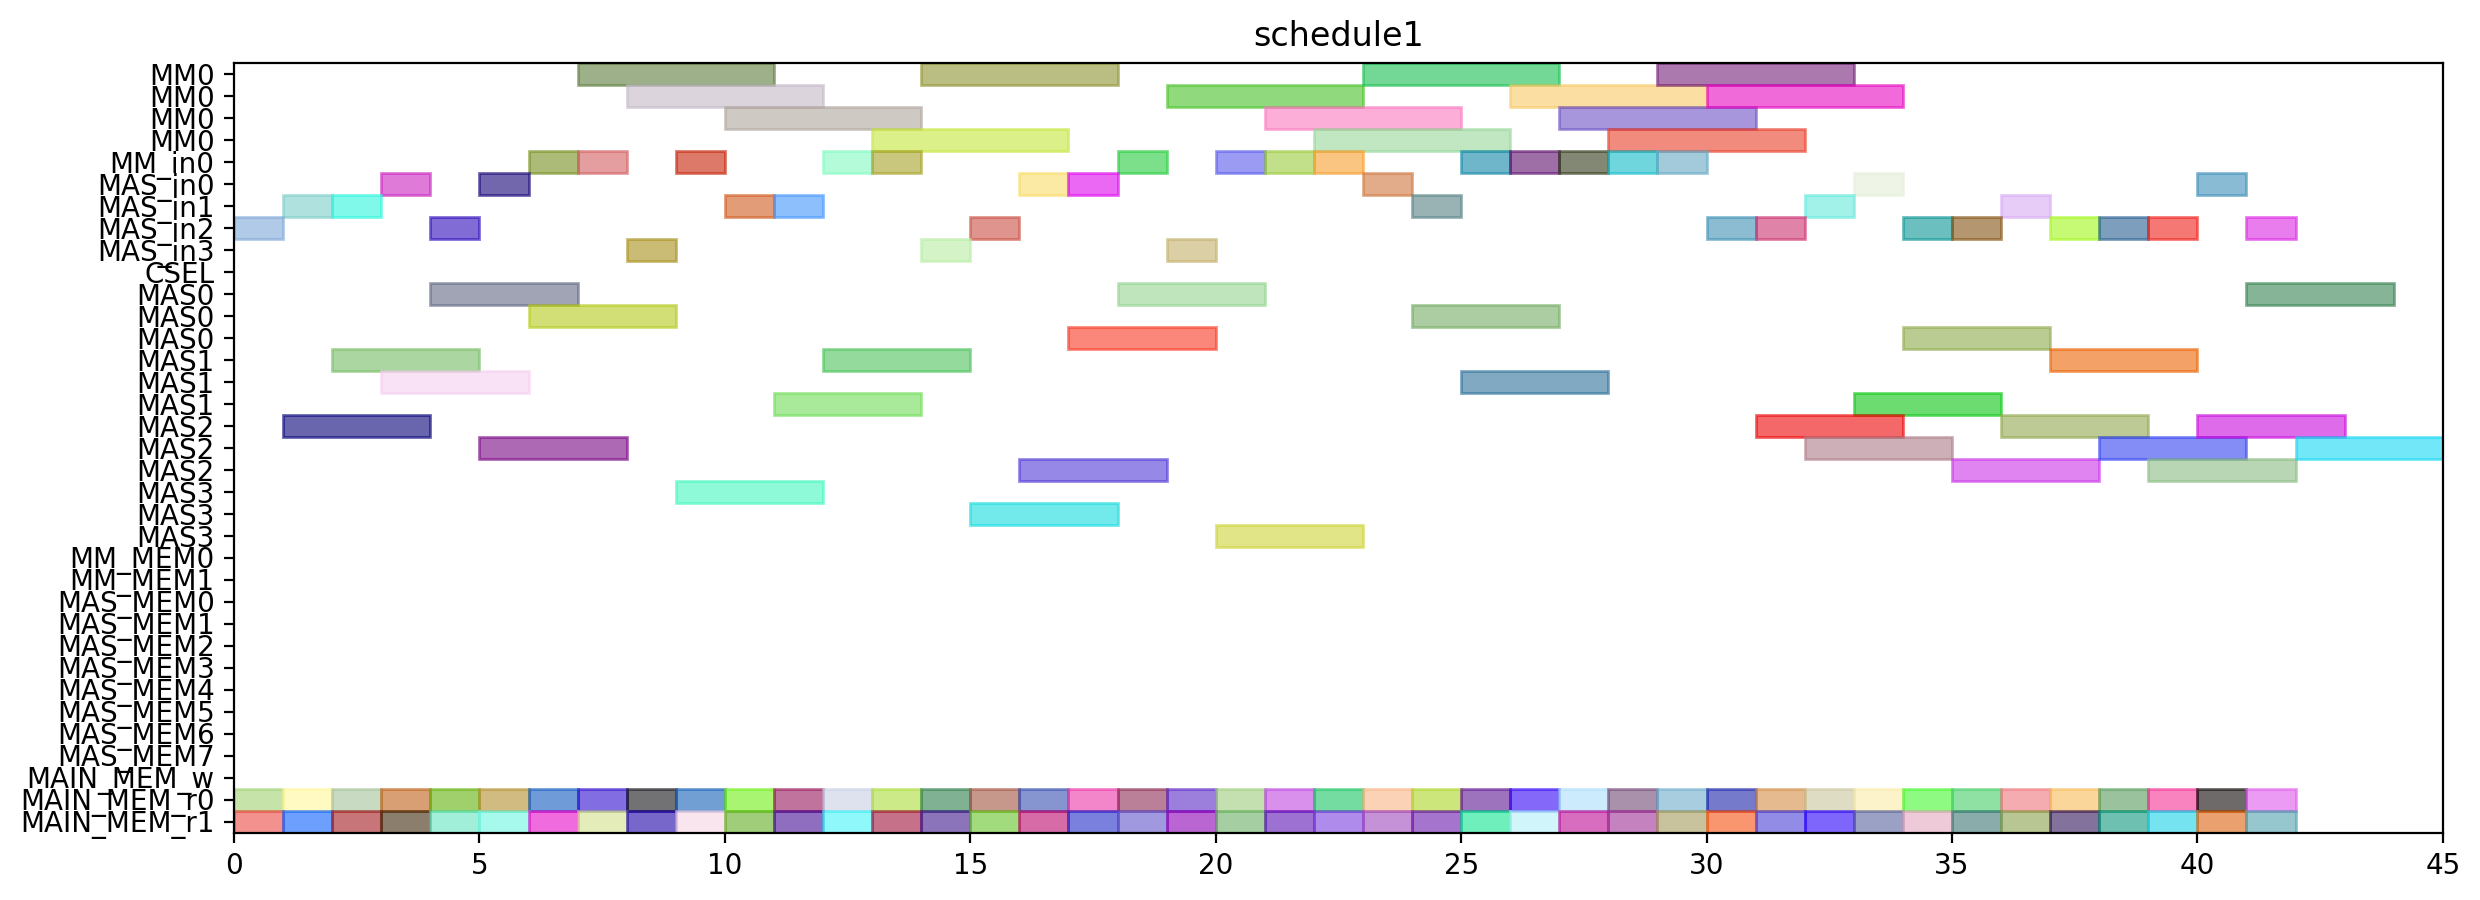 schedule1
MM0
MM0
MM0
MM0
MM_in0
MAS_in0
MAS_in1
MAS_in2
MAS_in3
CSEL
MAS0
MAS0
MAS0
MAS1
MAS1
MAS1
MAS2
MAS2
MAS2
MAS3
MAS3
MAS3
MM_MEM0
MM_MEM1
MAS_MEM0
MAS_MEM1
MAS_MEM2
MAS_MEM3
MAS_MEM4
MAS_MEM5
MAS_MEM6
MAS_MEM7
MAIN_MEM_w
MAIN_MEM_r0
MAIN_MEM_r1
0 5 10 15 20 25 30 35 40 45